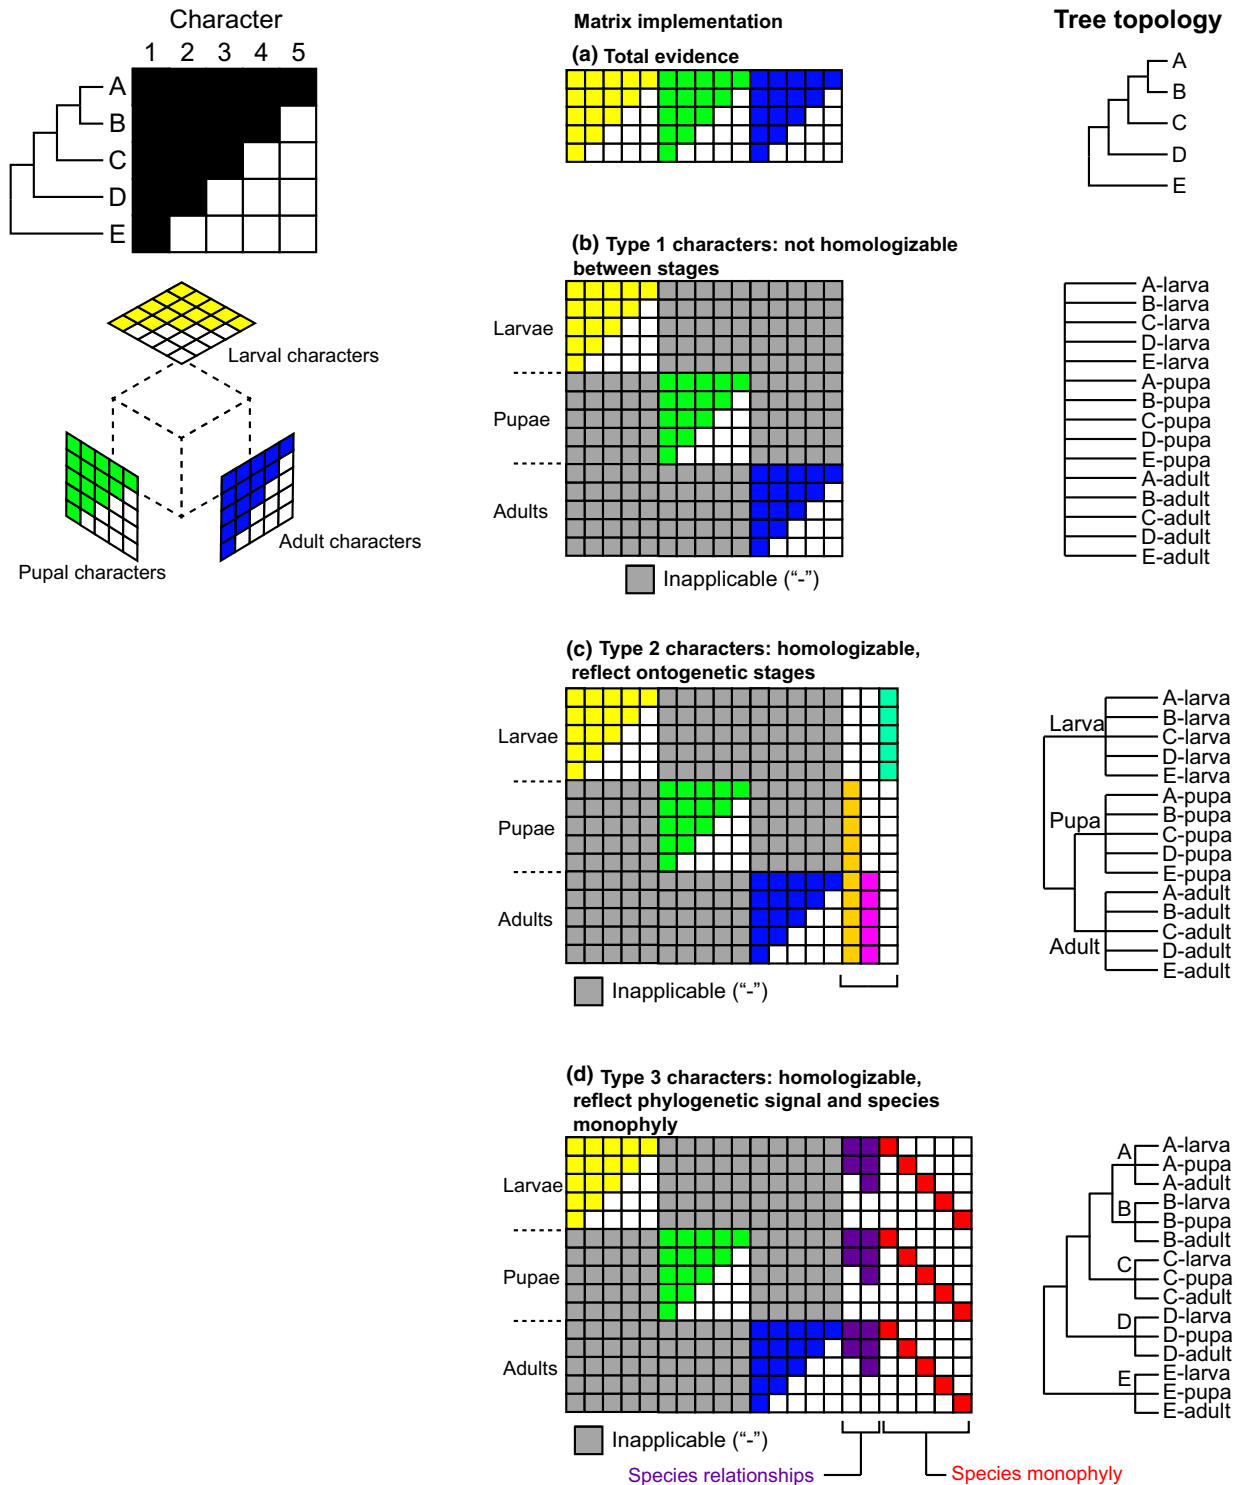 Character
1 2 3 4 5
A
B
C
D
E
Larval characters
Pupal characters
Adult characters
Matrix implementation
Tree topology
(a) Total evidence
A
B
C
D
E
(b) Type 1 characters: not homologizable
between stages
Larvae
Pupae
Adults
Inapplicable (“-”)
A-larva
B-larva
C-larva
D-larva
E-larva
A-pupa
B-pupa
C-pupa
D-pupa
E-pupa
A-adult
B-adult
C-adult
D-adult
E-adult
(c) Type 2 characters: homologizable,
reflect ontogenetic stages
Larvae
Pupae
Adults
Inapplicable (“-”)
Larva
Pupa
Adult
A-larva
B-larva
C-larva
D-larva
E-larva
A-pupa
B-pupa
C-pupa
D-pupa
E-pupa
A-adult
B-adult
C-adult
D-adult
E-adult
(d) Type 3 characters: homologizable,
reflect phylogenetic signal and species
monophyly
Larvae
Pupae
Adults
Inapplicable (“-”)
Species relationships
Species monophyly
A
B
C
D
E
A-larva
A-pupa
A-adult
B-larva
B-pupa
B-adult
C-larva
C-pupa
C-adult
D-larva
D-pupa
D-adult
E-larva
E-pupa
E-adult